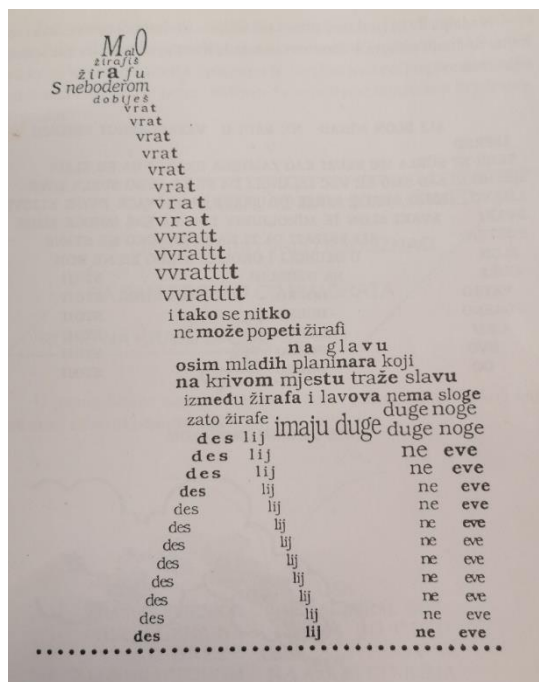 MalO
žirafiš
žirafu
S neboderom
dobiješ
vrat
vrat
vrat
vrat
vrat
vrat
vrat
vrat
vvratt
vvrattt
vvratttt
vvratttt
i tako se nitko
ne može popeti žirafi
na glavu
osim mladih planinara koji
na krivom mjestu traže slavu
između žirafa i lavova nema sloge
zato žirafe imaju duge duge noge
des lij duge noge
des lij ne eve
des lij ne eve
des lij ne eve
des lij ne eve
des lij ne eve
des lij ne eve
des lij ne eve
des lij ne eve
des lij ne eve
des lij ne eve
des lij ne eve